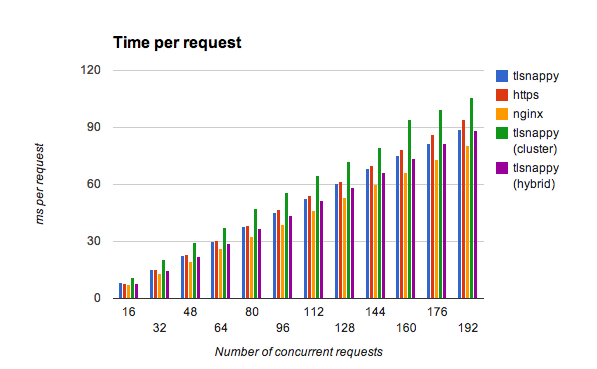 Time per request
120
90
60
30
0
ms per request
16
32
48
64
80
96
112
128
144
160
176
192
Number of concurrent requests
tlsnappy
https
nginx
tlsnappy
(cluster)
tlsnappy
(hybrid)